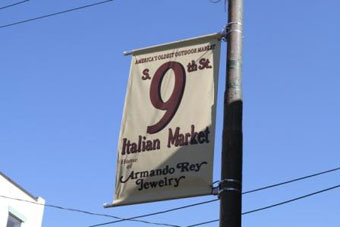 AMERICA'S OLDEST OUTDOOR MARKET
S. 9th St.
Italian Market
Home of
Armando Rey
Jewelry